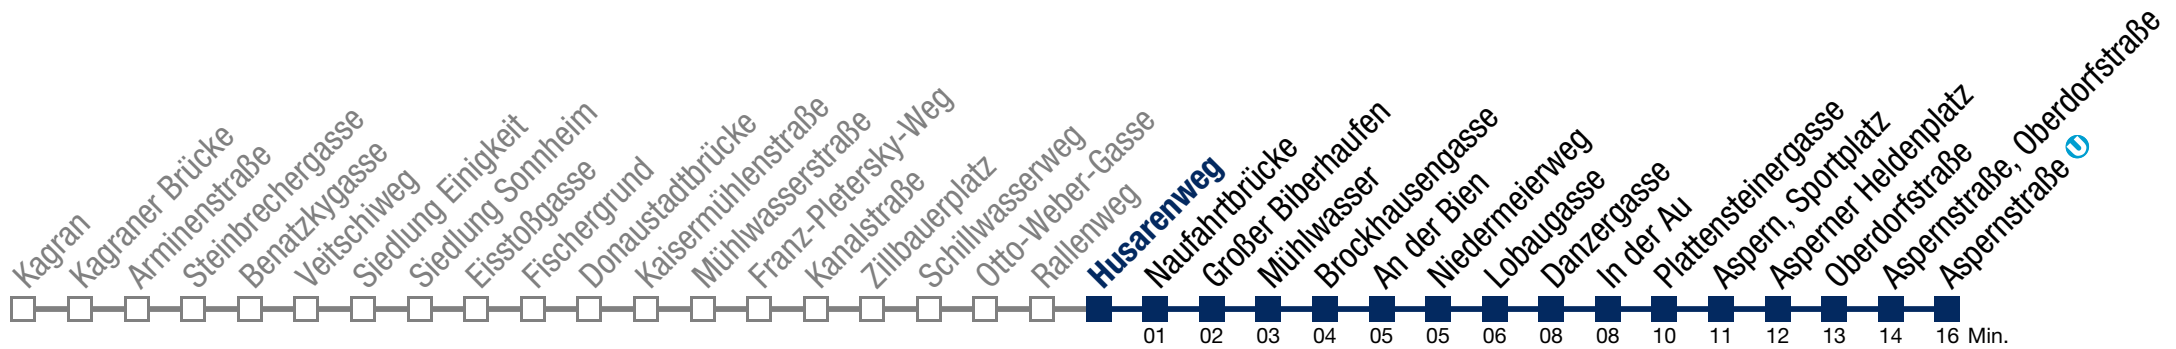 Kagran
Kagraner Brücke
Arminenstraße
Steinbrechergasse
Benatzkygasse
Veitschiweg
Siedlung Einigkeit
Siedlung Sonnheim
Eisstoßgasse
Fischergrund
Donaustadtbrücke
Kaisermühlenstraße
Mühlwasserstraße
Franz-Pletersky-Weg
Kanalstraße
Zillbauerplatz
Schillwasserweg
Otto-Weber-Gasse
Rallenweg
Husarenweg
Naufahrtbrücke
Großer Biberhaufen
Mühlwasser
Brockhausengasse
An der Bien
Niedermeierweg
Lobaugasse
Danzergasse
In der Au
Plattensteinergasse
Aspern, Sportplatz
Asperner Heldenplatz
Oberdorfstraße
Aspernstraße, Oberdorfstraße
Aspernstraße U
01 02 03 04 05 05 06 08 08 10 11 12 13 14 16 Min.